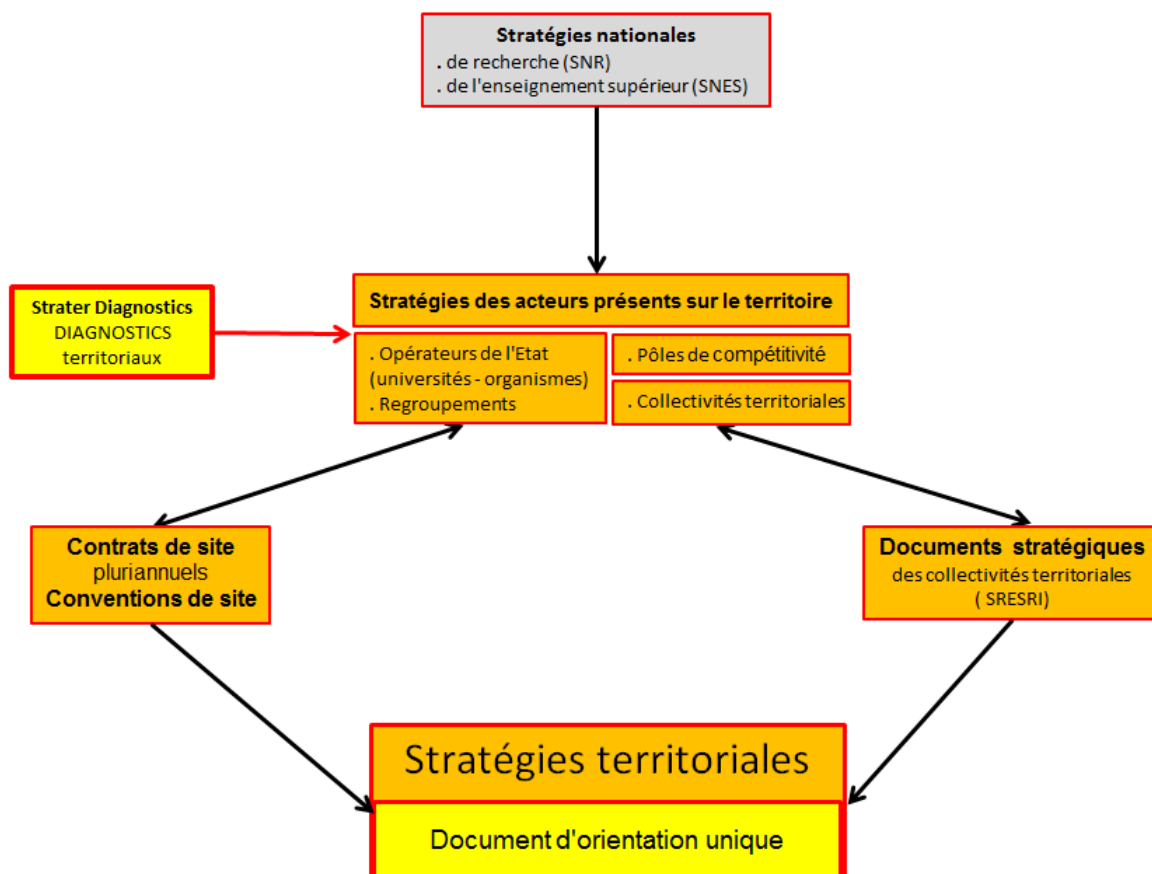 Stratégies nationales
. de recherche (SNR)
. de l'enseignement supérieur (SNES)
Strater Diagnostics
DIAGNOSTICS
territoriaux
Stratégies des acteurs présents sur le territoire
. Opérateurs de l'Etat
(universités - organismes)
. Regroupements
. Pôles de compétitivité
. Collectivités territoriales
Contrats de site
pluriannuels
Conventions de site
Documents stratégiques
des collectivités territoriales
( SRESRI)
Stratégies territoriales
Document d'orientation unique